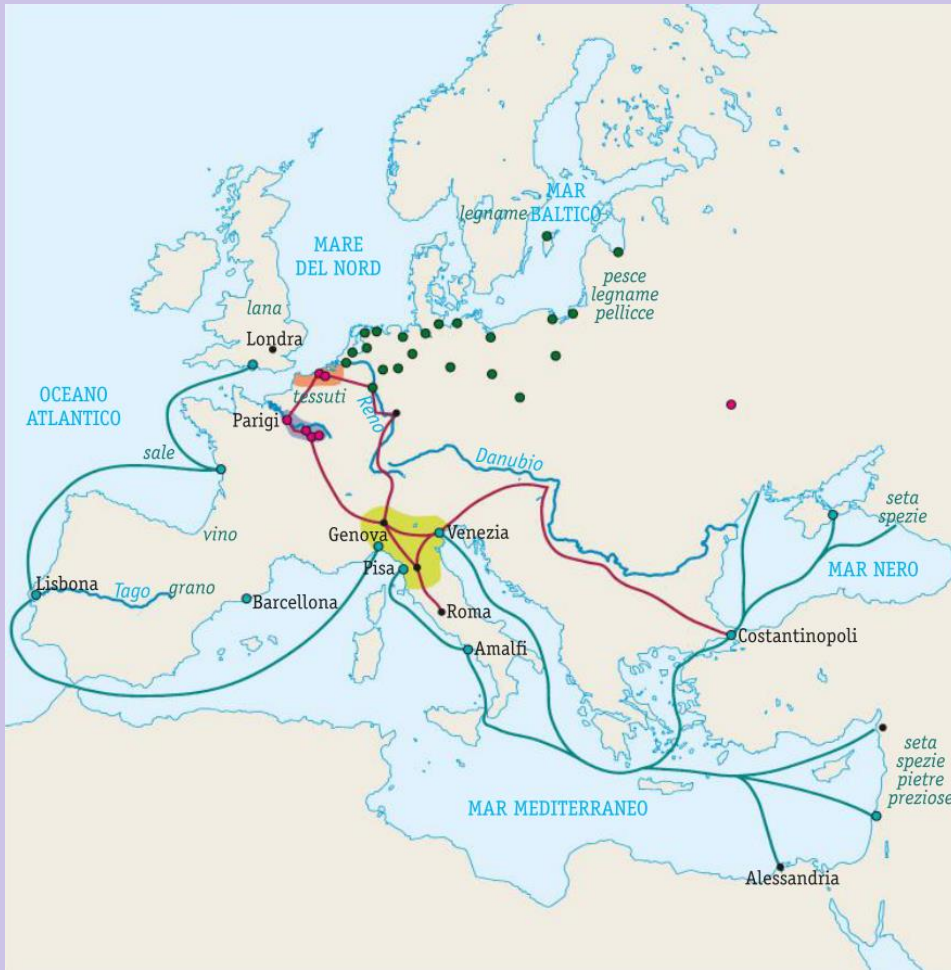 MAR
BALTICO
legname
MARE
DEL NORD
pesce
legname
pellicce
lana
Londra
OCEANO
ATLANTICO
tessuti
Reno
Parigi
sale
Danubio
vino
Genova
Venezia
seta
spezie
Pisa
MAR NERO
Lisbona
Tago
grano
Barcellona
Roma
Costantinopoli
Amalfi
seta
spezie
pietre
preziose
MAR MEDITERRANEO
Alessandria